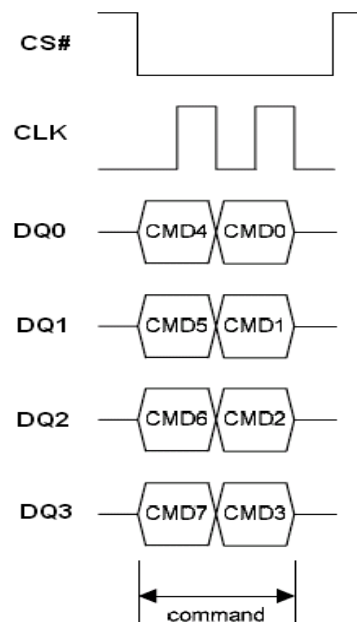 CS#
CLK
DQ0 CMD4 CMD0
DQ1 CMD5 CMD1
DQ2 CMD6 CMD2
DQ3 CMD7 CMD3
command